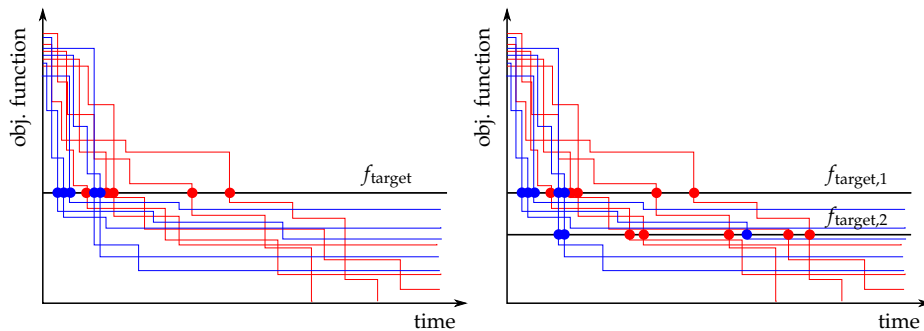 obj. function
f_target
time
obj. function
f_target,1
f_target,2
time